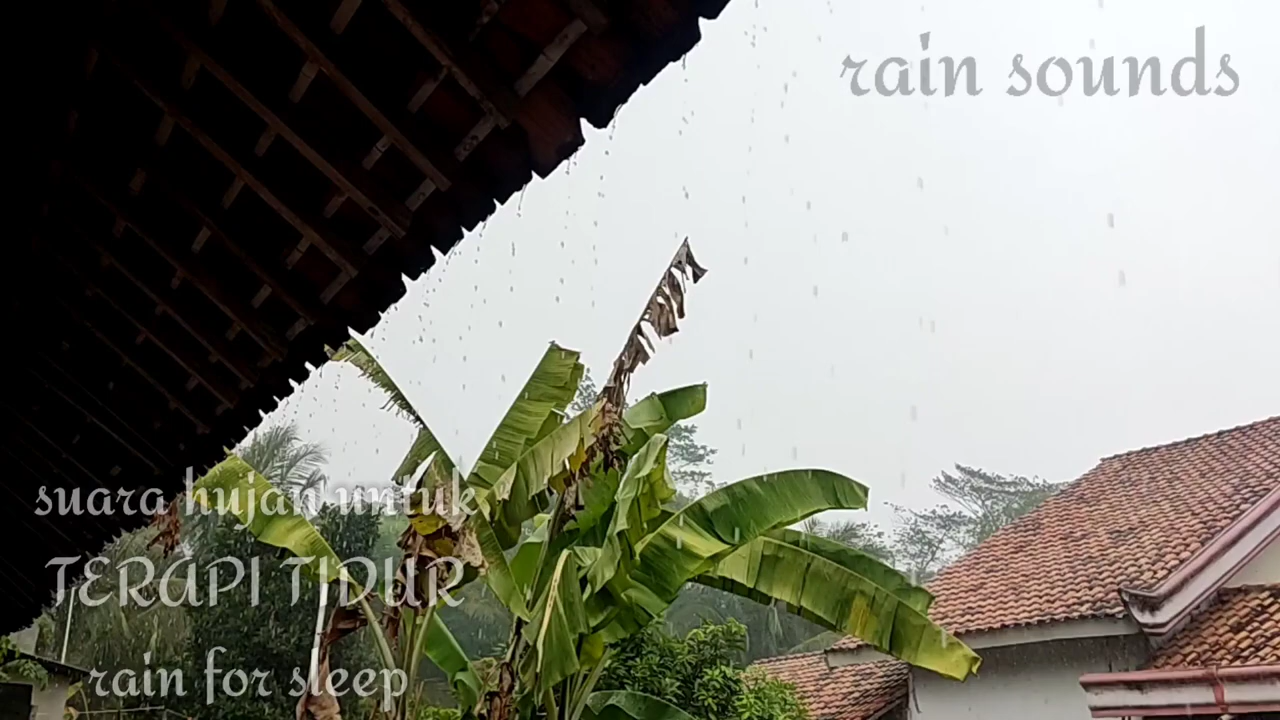 rain sounds
suara hujan untuk
TERAPI TIDUR
rain for sleep